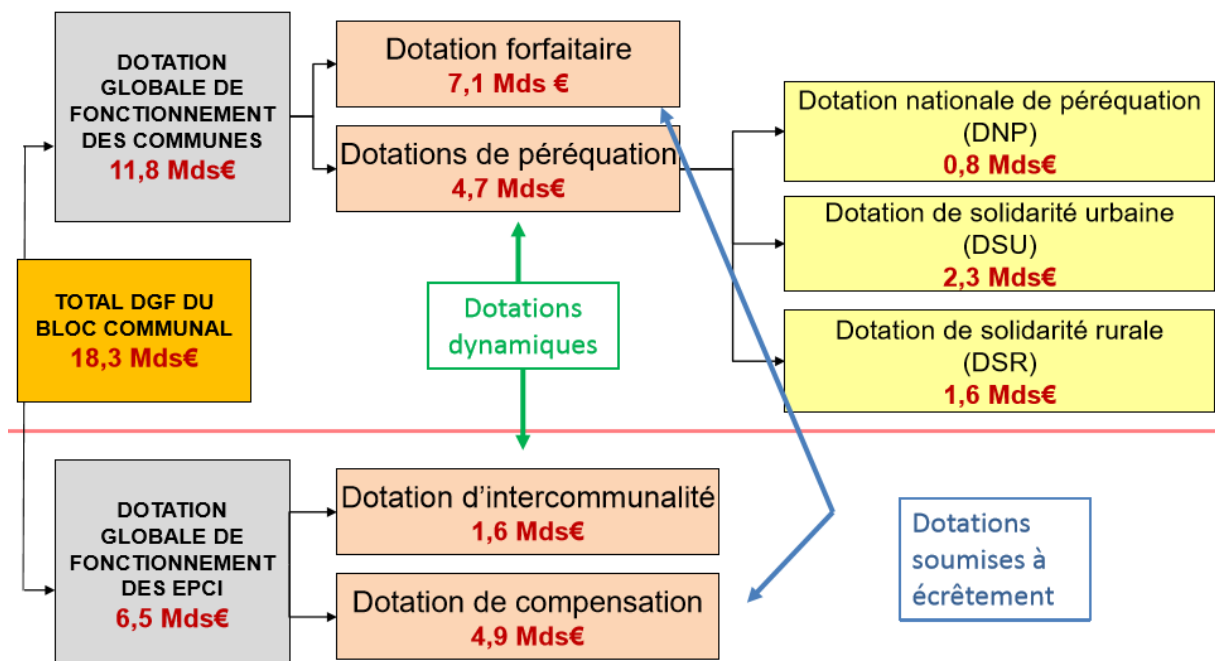 DOTATION
GLOBALE DE
FONCTIONNEMENT
DES COMMUNES
11,8 Mds€
Dotation forfaitaire
7,1 Mds €
Dotations de péréquation
4,7 Mds€
Dotation nationale de péréquation
(DNP)
0,8 Mds€
Dotation de solidarité urbaine
(DSU)
2,3 Mds€
Dotation de solidarité rurale
(DSR)
1,6 Mds€
TOTAL DGF DU
BLOC COMMUNAL
18,3 Mds€
Dotations
dynamiques
DOTATION
GLOBALE DE
FONCTIONNEMENT
DES EPCI
6,5 Mds€
Dotation d’intercommunalité
1,6 Mds€
Dotation de compensation
4,9 Mds€
Dotations
soumises à
écrêtement